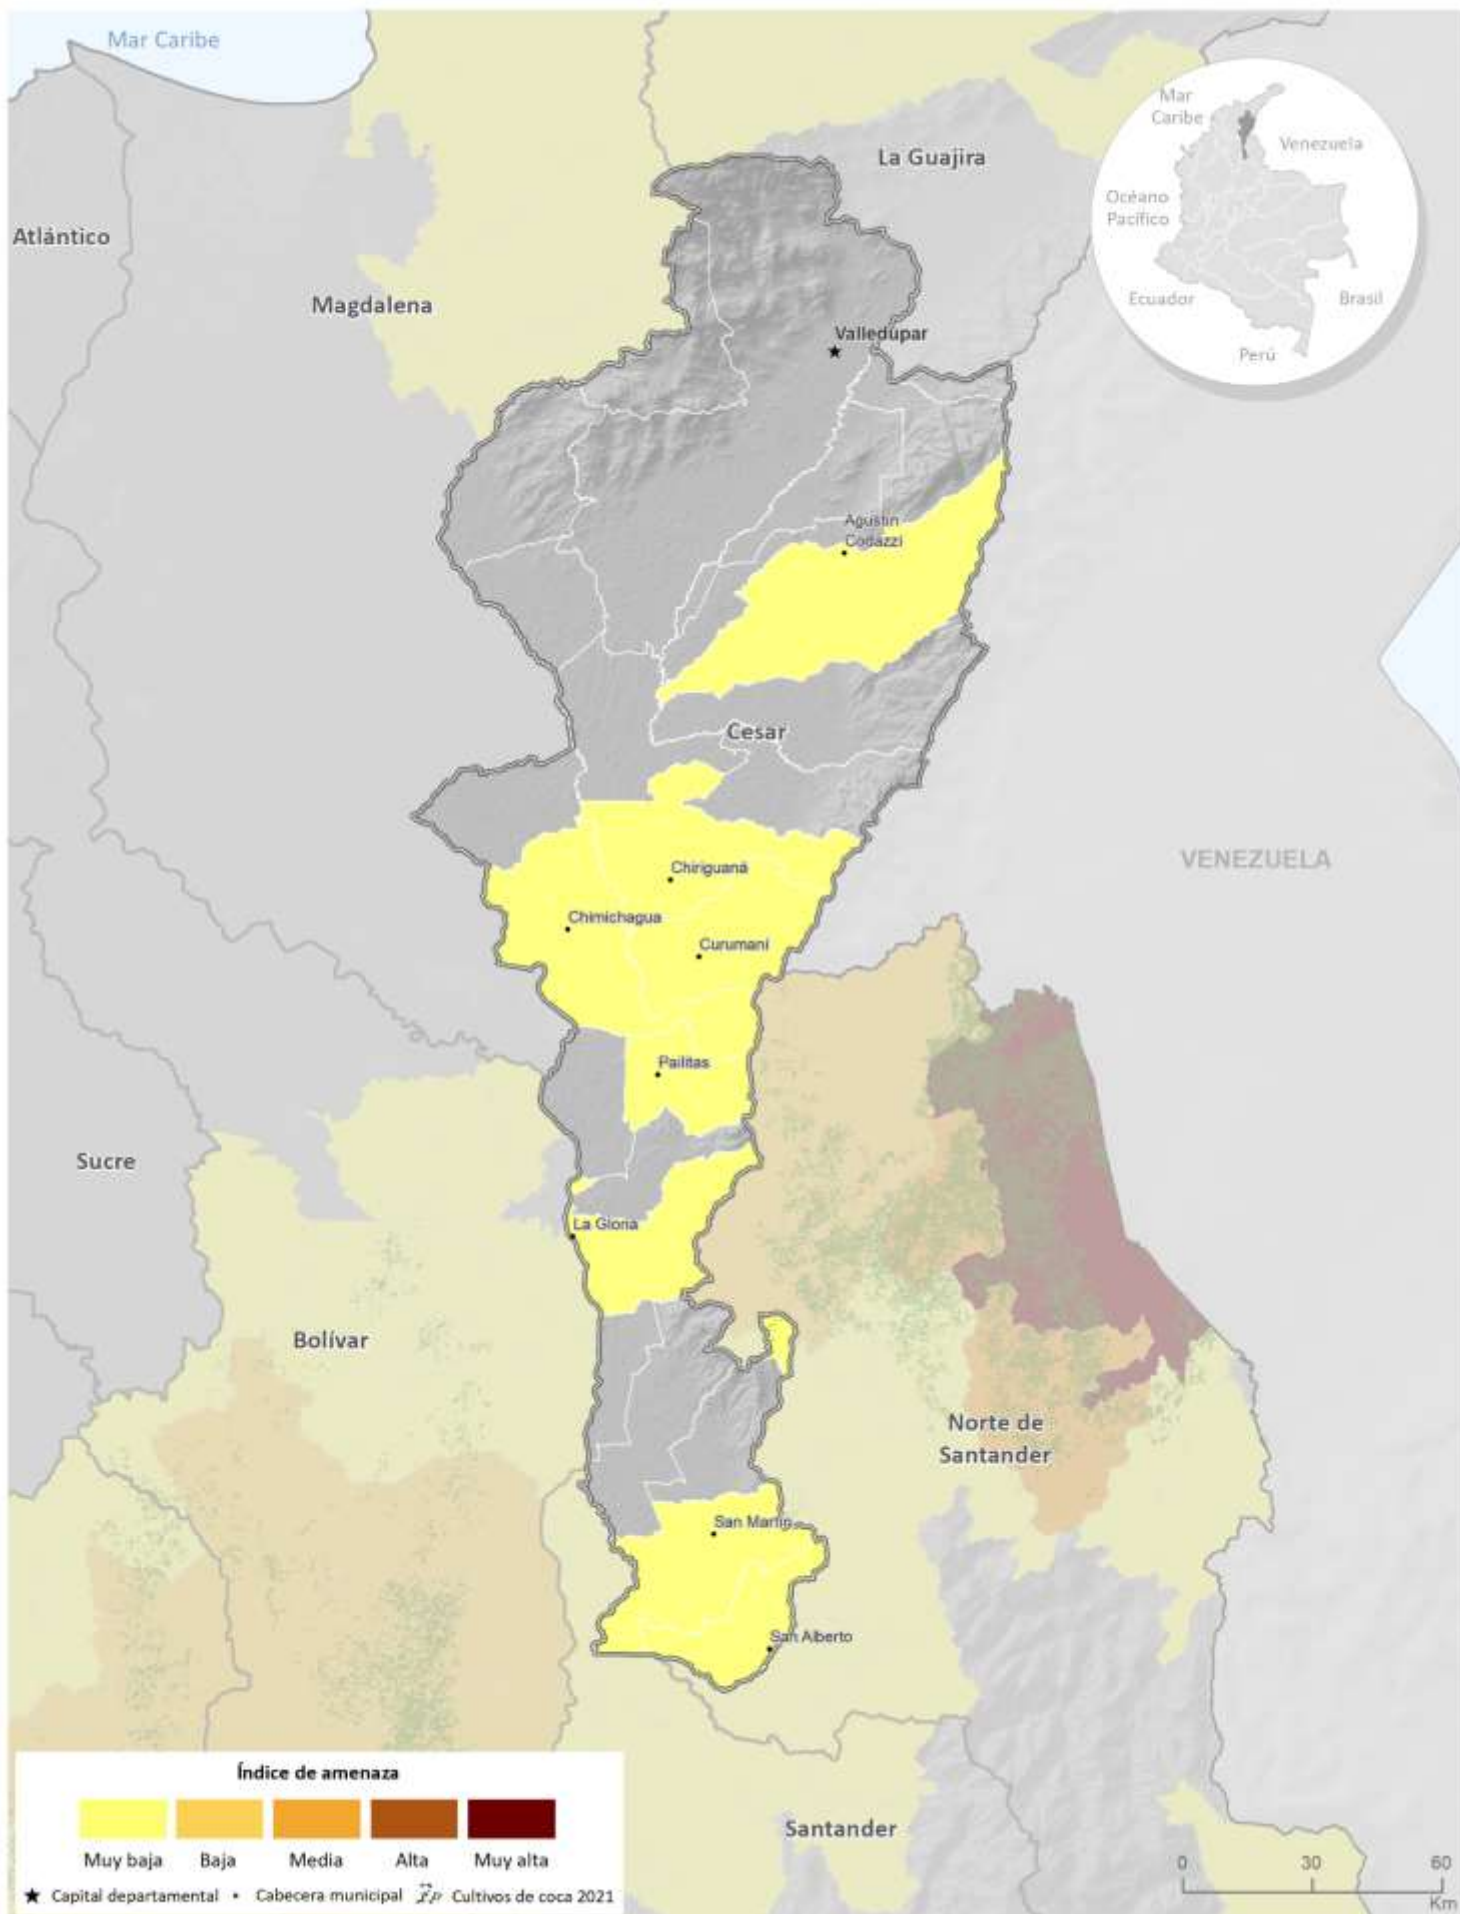 Mar Caribe
Mar
Caribe
Venezuela
La Guajira
Océano
Pacífico
Atlántico
Magdalena
Ecuador
Brasil
Perú
Valledupar
Agustín
Codazzi
Cesar
VENEZUELA
Chiriguaná
Chimichagua
Curumaní
Pailitas
Sucre
La Gloria
Bolívar
Norte de
Santander
San Martín
San Alberto
Índice de amenaza
Muy baja Baja Media Alta Muy alta
Capital departamental Cabecera municipal Cultivos de coca 2021
Santander
0 30 60
Km